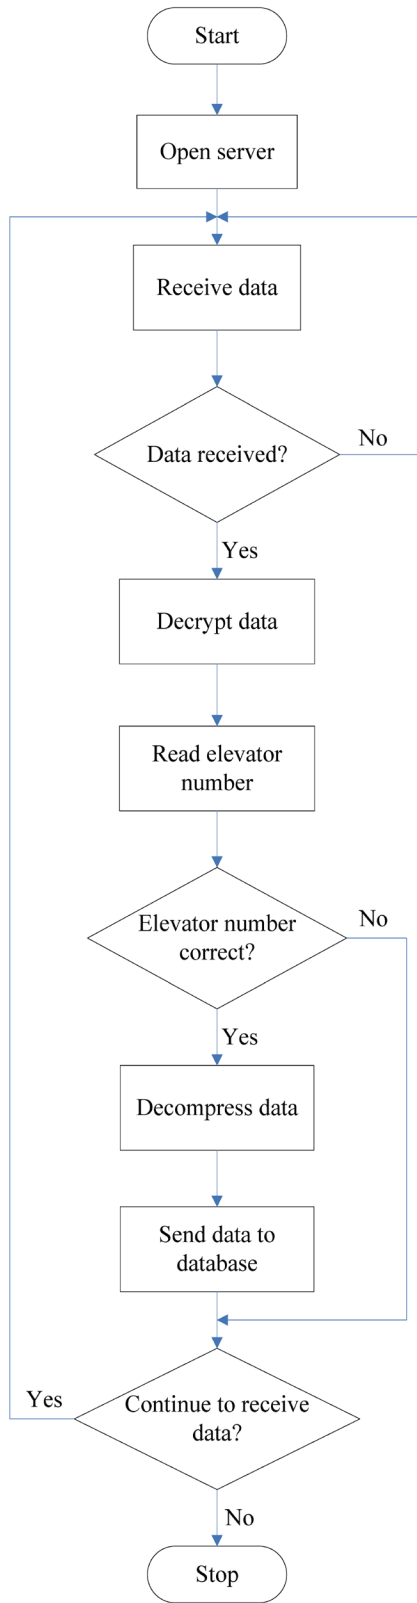 Start
Open server
Receive data
Data received?
No
Yes
Decrypt data
Read elevator
number
Elevator number
correct?
No
Yes
Decompress data
Send data to
database
Continue to receive
data?
Yes
No
Stop